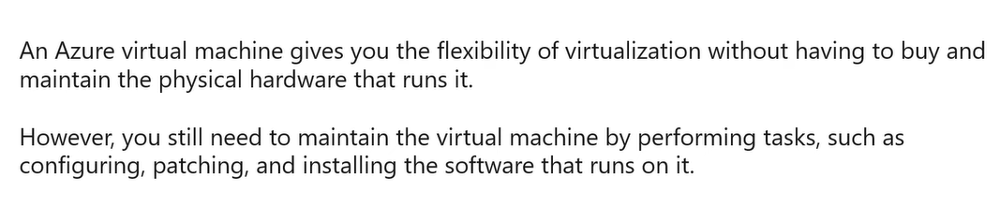 An Azure virtual machine gives you the flexibility of virtualization without having to buy and
maintain the physical hardware that runs it.
However, you still need to maintain the virtual machine by performing tasks, such as
configuring, patching, and installing the software that runs on it.